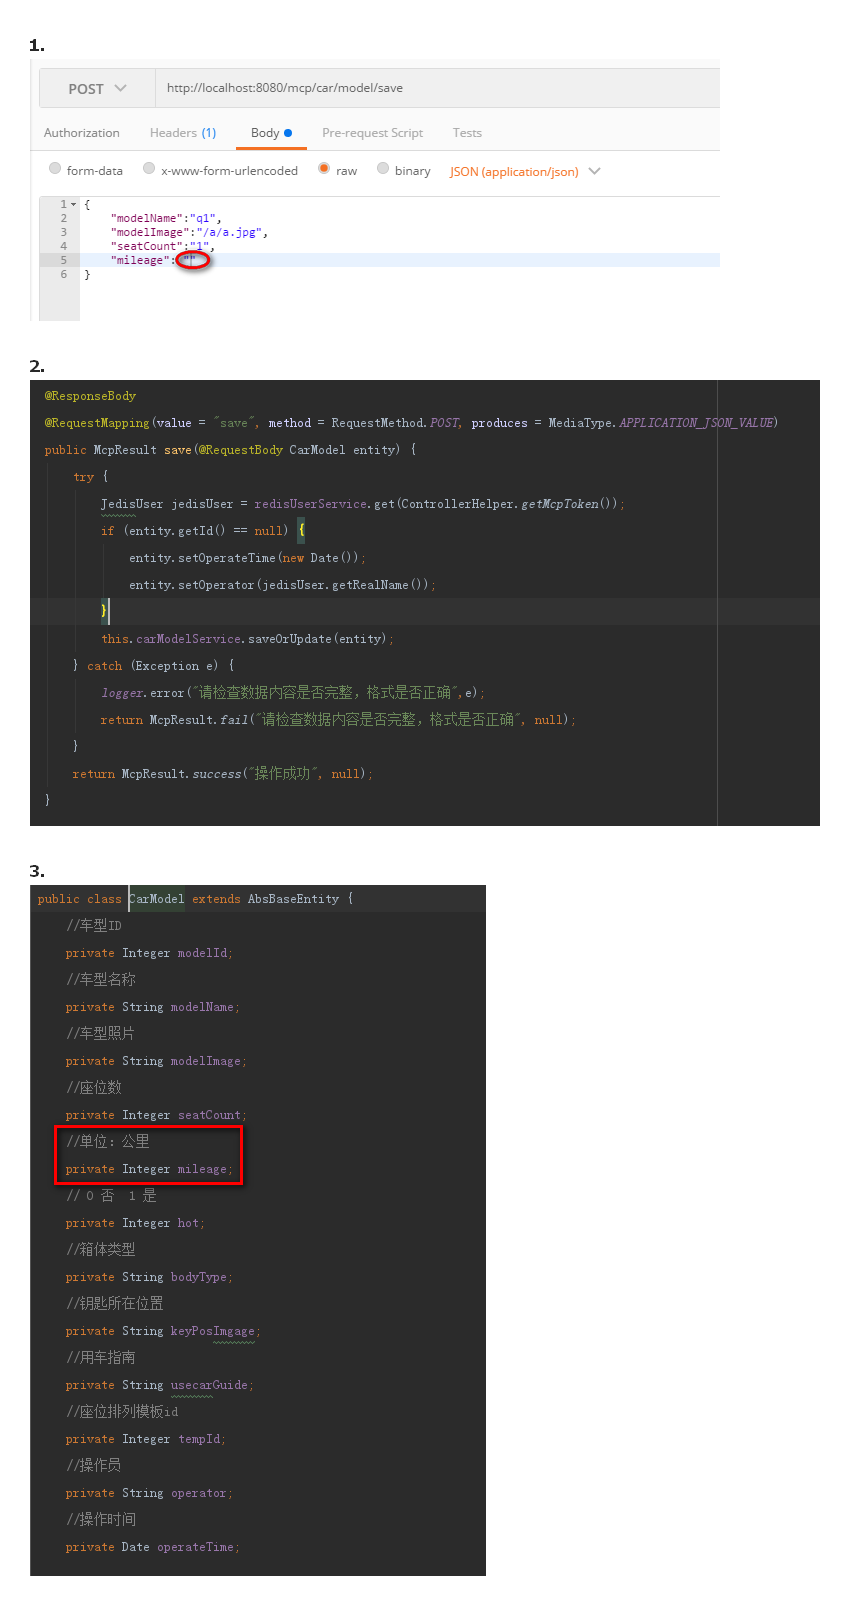 1.
POST
http://localhost:8080/mcp/car/model/save
Authorization Headers (1) Body Pre-request Script Tests
form-data x-www-form-urlencoded raw binary JSON (application/json)
1 {
2 "modelName":"q1",
3 "modelImage":"/a/a.jpg",
4 "seatCount":"1",
5 "mileage": ""
6 }
2.
@ResponseBody
@RequestMapping(value = "save", method = RequestMethod.POST, produces = MediaType.APPLICATION_JSON_VALUE)
public McpResult save(@RequestBody CarModel entity) {
try {
JedisUser jedisUser = redisUserService.get(ControllerHelper.getMcpToken());
if (entity.getId() == null) {
entity.setOperateTime(new Date());
entity.setOperator(jedisUser.getRealName());
}
this.carModelService.saveOrUpdate(entity);
} catch (Exception e) {
logger.error("请检查数据内容是否完整，格式是否正确",e);
return McpResult.fail("请检查数据内容是否完整，格式是否正确", null);
}
return McpResult.success("操作成功", null);
}
3.
public class CarModel extends AbsBaseEntity {
//车型ID
private Integer modelId;
//车型名称
private String modelName;
//车型照片
private String modelImage;
//座位数
private Integer seatCount;
//单位：公里
private Integer mileage;
// 0 否 1 是
private Integer hot;
//箱体类型
private String bodyType;
//钥匙所在位置
private String keyPosImgage;
//用车指南
private String usecarGuide;
//座位排列模板id
private Integer tempId;
//操作员
private String operator;
//操作时间
private Date operateTime;